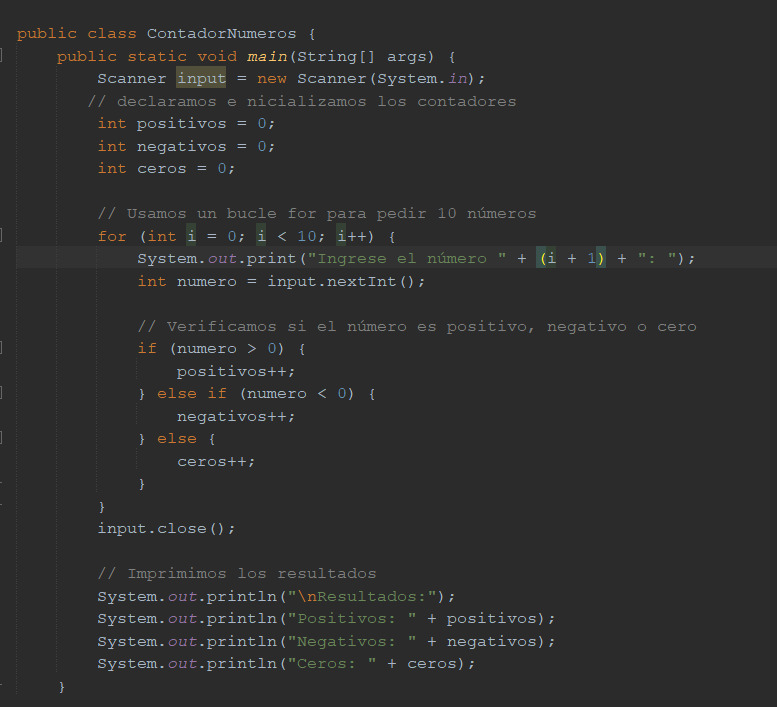 public class ContadorNumeros {
public static void main(String[] args) {
Scanner input = new Scanner(System.in);
// declaramos e nicializamos los contadores
int positivos = 0;
int negativos = 0;
int ceros = 0;
// Usamos un bucle for para pedir 10 números
for (int i = 0; i < 10; i++) {
System.out.print("Ingrese el número " + (i + 1) + ": ");
int numero = input.nextInt();
// Verificamos si el número es positivo, negativo o cero
if (numero > 0) {
positivos++;
} else if (numero < 0) {
negativos++;
} else {
ceros++;
}
}
input.close();
// Imprimimos los resultados
System.out.println("\nResultados:");
System.out.println("Positivos: " + positivos);
System.out.println("Negativos: " + negativos);
System.out.println("Ceros: " + ceros);
}